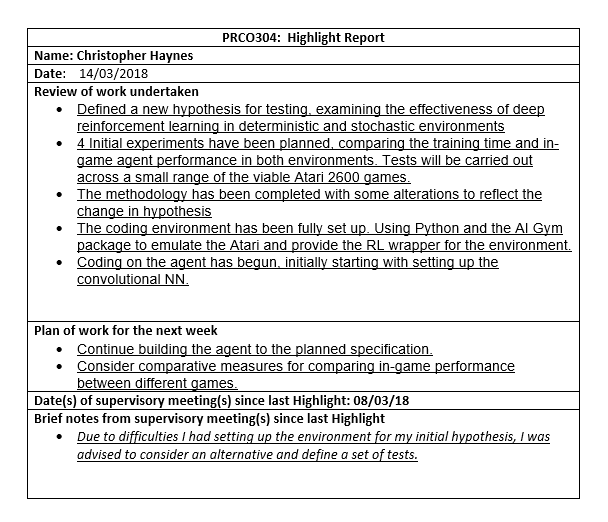 PRCO304:  Highlight Report
Name: Christopher Haynes
Date:   14/03/2018
Review of work undertaken
• Defined a new hypothesis for testing, examining the effectiveness of deep
reinforcement learning in deterministic and stochastic environments
• 4 Initial experiments have been planned, comparing the training time and in-
game agent performance in both environments. Tests will be carried out
across a small range of the viable Atari 2600 games.
• The methodology has been completed with some alterations to reflect the
change in hypothesis
• The coding environment has been fully set up. Using Python and the AI Gym
package to emulate the Atari and provide the RL wrapper for the environment.
• Coding on the agent has begun, initially starting with setting up the
convolutional NN.
Plan of work for the next week
• Continue building the agent to the planned specification.
• Consider comparative measures for comparing in-game performance
between different games.
Date(s) of supervisory meeting(s) since last Highlight: 08/03/18
Brief notes from supervisory meeting(s) since last Highlight
• Due to difficulties I had setting up the environment for my initial hypothesis, I was
advised to consider an alternative and define a set of tests.